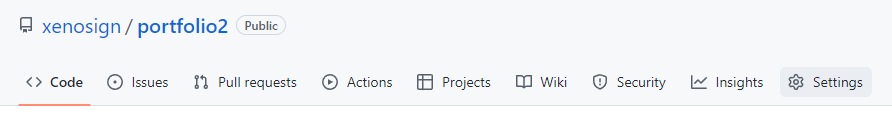 xenosign / portfolio2 Public
Code Issues Pull requests Actions Projects Wiki Security Insights Settings